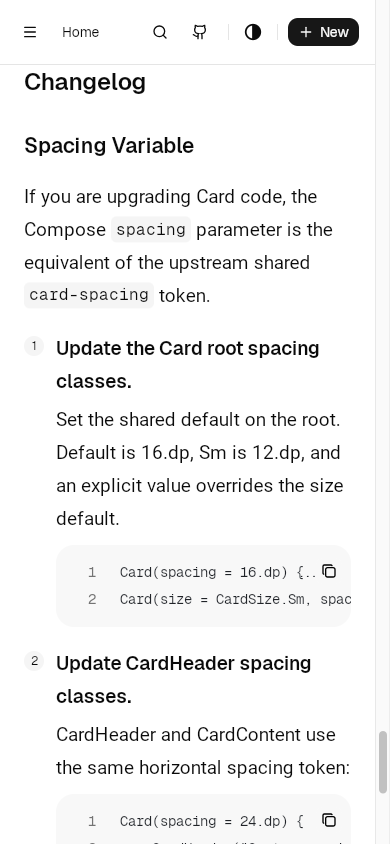 Home
New
Changelog
Spacing Variable
If you are upgrading Card code, the
Compose spacing parameter is the
equivalent of the upstream shared
card-spacing token.
1 Update the Card root spacing
classes.
Set the shared default on the root.
Default is 16.dp, Sm is 12.dp, and
an explicit value overrides the size
default.
1 Card(spacing = 16.dp) {..
2 Card(size = CardSize.Sm, spac
2 Update CardHeader spacing
classes.
CardHeader and CardContent use
the same horizontal spacing token:
1 Card(spacing = 24.dp) {